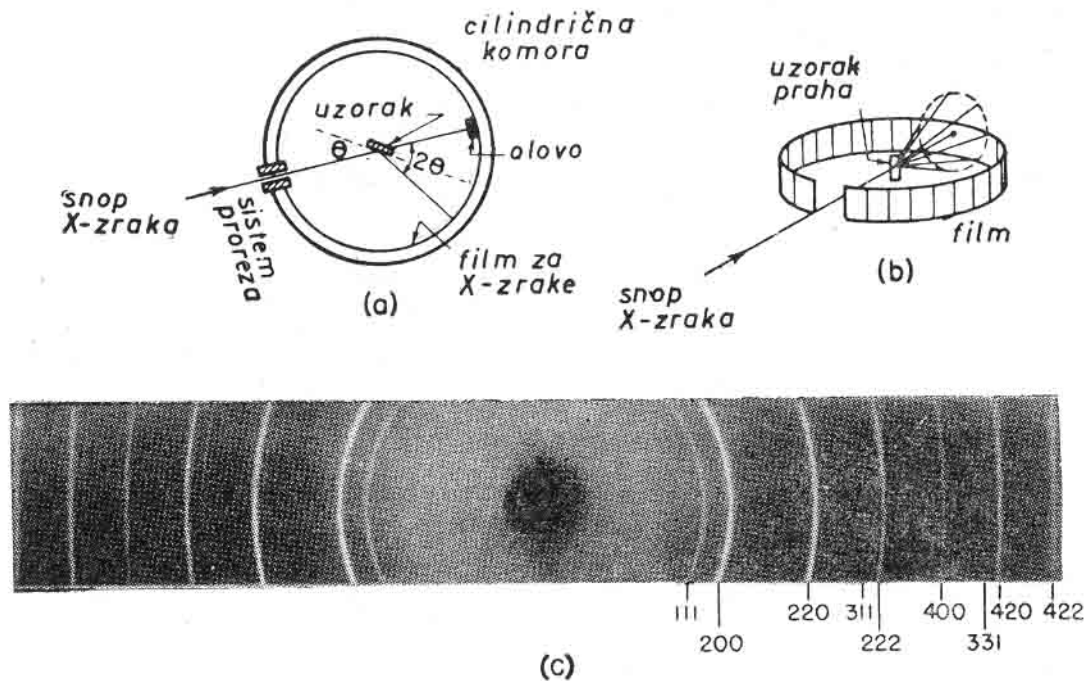 cilindrična
komora
uzorak
θ
2θ
olovo
snop
X-zraka
sistem
proreza
film za
X-zrake
(a)
uzorak
praha
film
(b)
snop
X-zraka
111
200
220
311
222
400
331
420
422
(C)